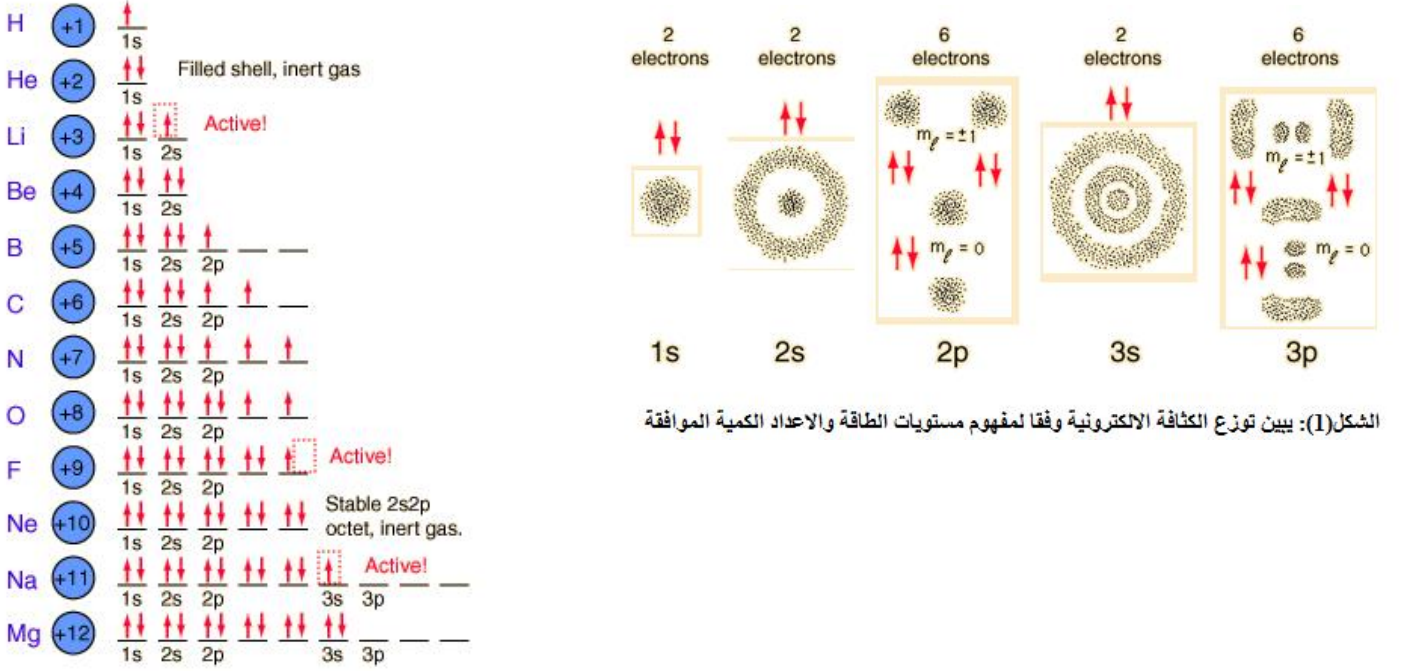 H +1
1s
He +2 Filled shell, inert gas
1s
Li +3 Active!
1s 2s
Be +4
1s 2s
B +5
1s 2s 2p
C +6
1s 2s 2p
N +7
1s 2s 2p
O +8
1s 2s 2p
F +9 Active!
1s 2s 2p
Ne +10 Stable 2s2p
octet, inert gas.
1s 2s 2p
Na +11 Active!
1s 2s 2p 3s 3p
Mg +12
1s 2s 2p 3s 3p
2 2 6 2 6
electrons electrons electrons electrons electrons
mℓ = ±1 mℓ = ±1
mℓ = 0 mℓ = 0
1s 2s 2p 3s 3p
الشكل(1): يبين توزع الكثافة الالكترونية وفقا لمفهوم مستويات الطاقة والاعداد الكمية الموافقة